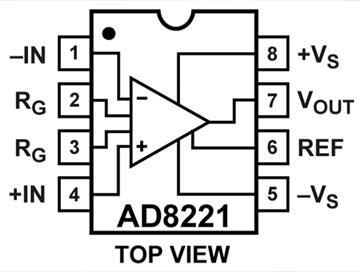 –IN 1 8 +VS
− 
RG 2 7 VOUT
RG 3 6 REF
+
+IN 4 5 –VS
AD8221
TOP VIEW